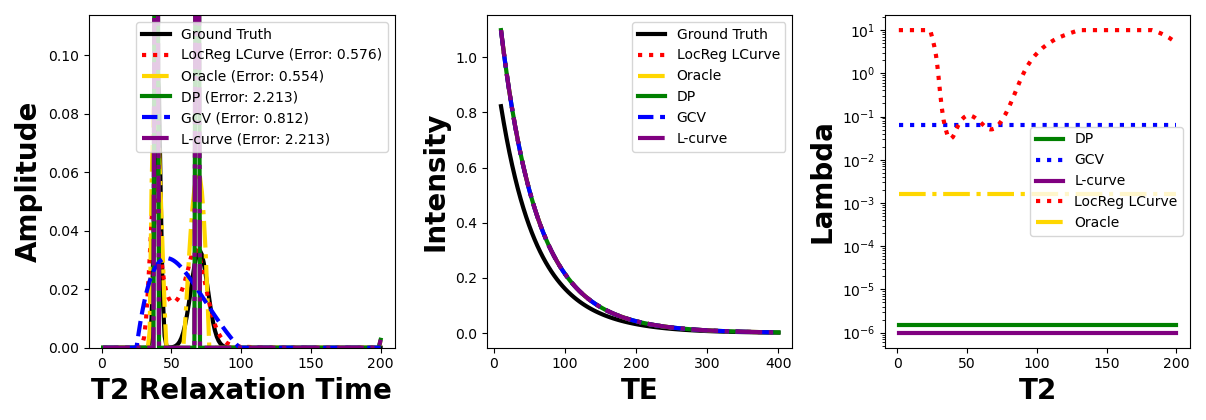 Amplitude
0.10
0.08
0.06
0.04
0.02
0.00
0
50
100
150
200
T2 Relaxation Time
Ground Truth
LocReg LCurve (Error: 0.576)
Oracle (Error: 0.554)
DP (Error: 2.213)
GCV (Error: 0.812)
L-curve (Error: 2.213)
Intensity
1.0
0.8
0.6
0.4
0.2
0.0
0
100
200
300
400
TE
Ground Truth
LocReg LCurve
Oracle
DP
GCV
L-curve
Lambda
10¹
10⁰
10⁻¹
10⁻²
10⁻³
10⁻⁴
10⁻⁵
10⁻⁶
0
50
100
150
200
T2
DP
GCV
L-curve
LocReg LCurve
Oracle